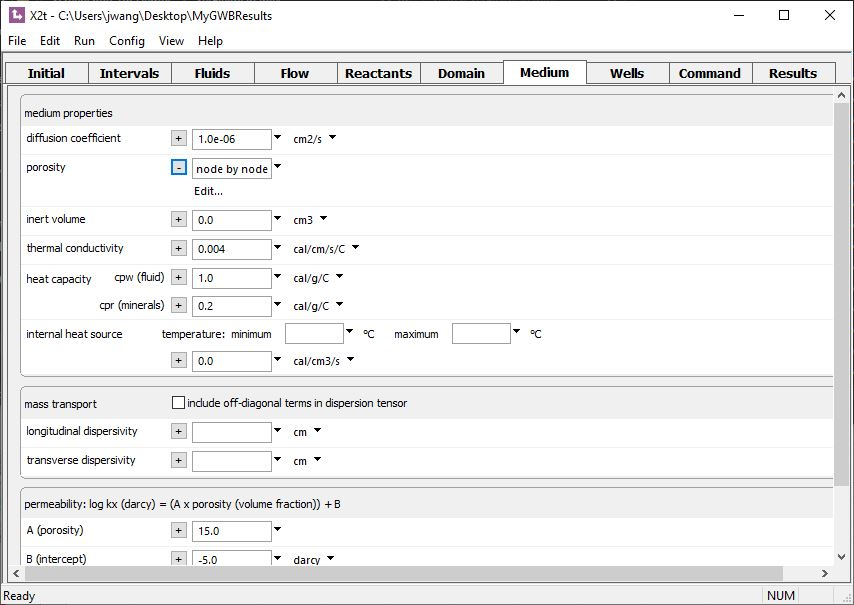 X2t - C:\Users\jwang\Desktop\MyGWBResults
File Edit Run Config View Help
Initial Intervals Fluids Flow Reactants Domain Medium Wells Command Results
medium properties
diffusion coefficient + 1.0e-06 cm2/s
porosity - node by node
Edit...
inert volume + 0.0 cm3
thermal conductivity + 0.004 cal/cm/s/C
heat capacity cpw (fluid) + 1.0 cal/g/C
cpr (minerals) + 0.2 cal/g/C
internal heat source temperature: minimum ºC maximum ºC
+ 0.0 cal/cm3/s
mass transport include off-diagonal terms in dispersion tensor
longitudinal dispersivity + cm
transverse dispersivity + cm
permeability: log kx (darcy) = (A x porosity (volume fraction)) + B
A (porosity) + 15.0
B (intercept) + -5.0 darcy
Ready NUM